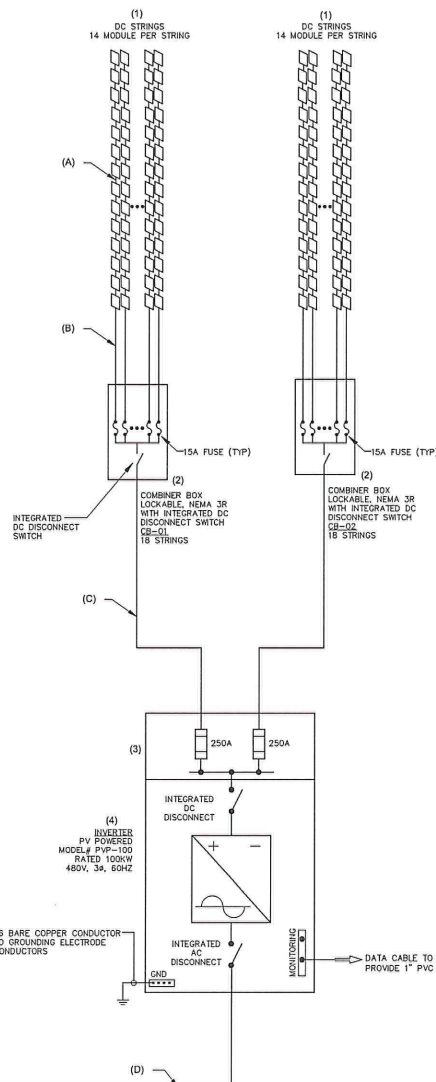 (1)
DC STRINGS
14 MODULE PER STRING
(1)
DC STRINGS
14 MODULE PER STRING
(A)
(B)
15A FUSE (TYP)
15A FUSE (TYP)
(2)
COMBINER BOX
LOCKABLE, NEMA 3R
WITH INTEGRATED DC
DISCONNECT SWITCH
CB-01
18 STRINGS
(2)
COMBINER BOX
LOCKABLE, NEMA 3R
WITH INTEGRATED DC
DISCONNECT SWITCH
CB-02
18 STRINGS
INTEGRATED
DC DISCONNECT
SWITCH
(C)
(3)
250A
250A
INTEGRATED
DC
DISCONNECT
(4)
INVERTER
PV POWERED
MODEL# PVP-100
RATED 100KW
480V, 3ø, 60HZ
+ −
6 BARE COPPER CONDUCTOR
GROUNDING ELECTRODE
GND
INTEGRATED
AC
DISCONNECT
MONITORING
DATA CABLE TO
PROVIDE 1" PVC
(D)